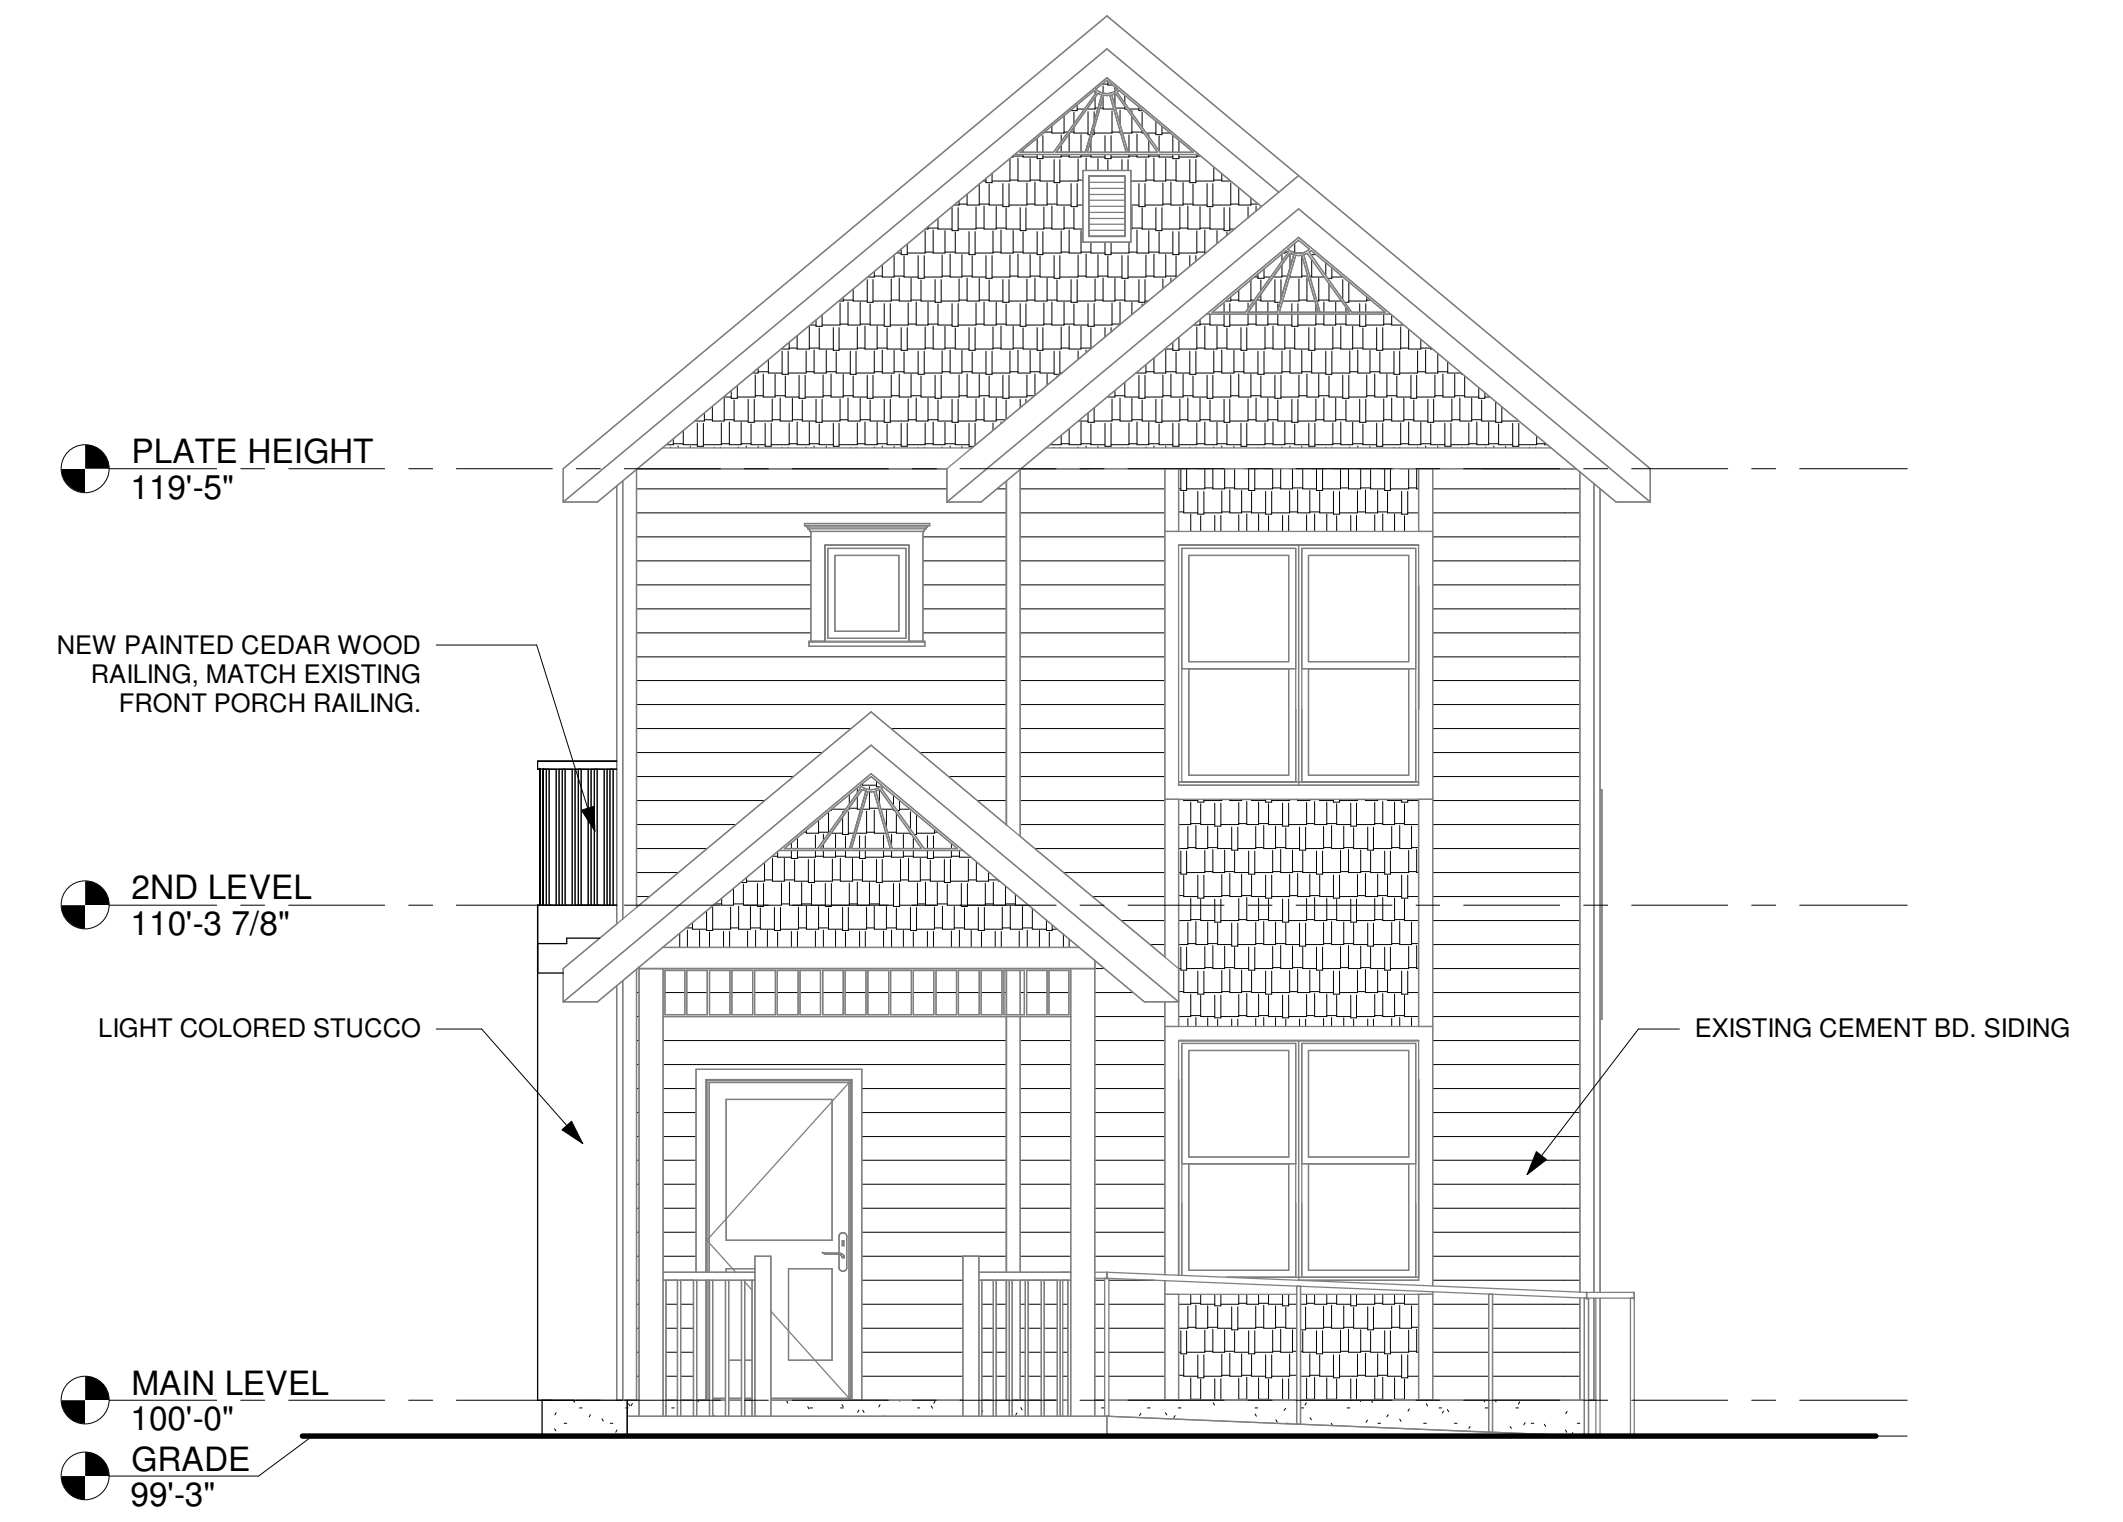 PLATE HEIGHT
119'-5"
NEW PAINTED CEDAR WOOD
RAILING, MATCH EXISTING
FRONT PORCH RAILING.
2ND LEVEL
110'-3 7/8"
LIGHT COLORED STUCCO
EXISTING CEMENT BD. SIDING
MAIN LEVEL
100'-0"
GRADE
99'-3"